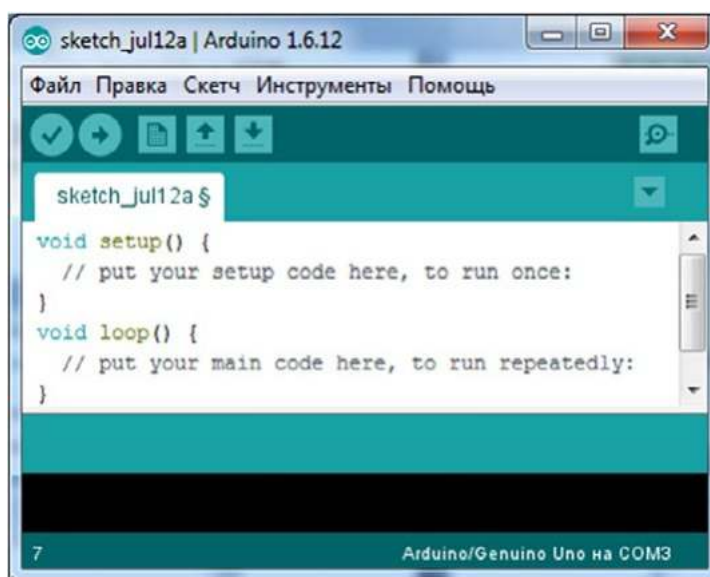 sketch_jul12a | Arduino 1.6.12
Файл Правка Скетч Инструменты Помощь
sketch_jul12a §
void setup() {
  // put your setup code here, to run once:
}
void loop() {
  // put your main code here, to run repeatedly:
}
7 Arduino/Genuino Uno на COM3